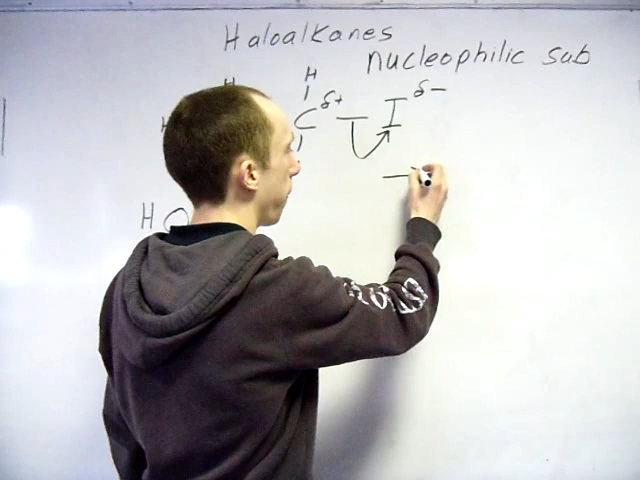 Haloalkanes
nucleophilic sub
H
H
C δ+ — I δ−
H O